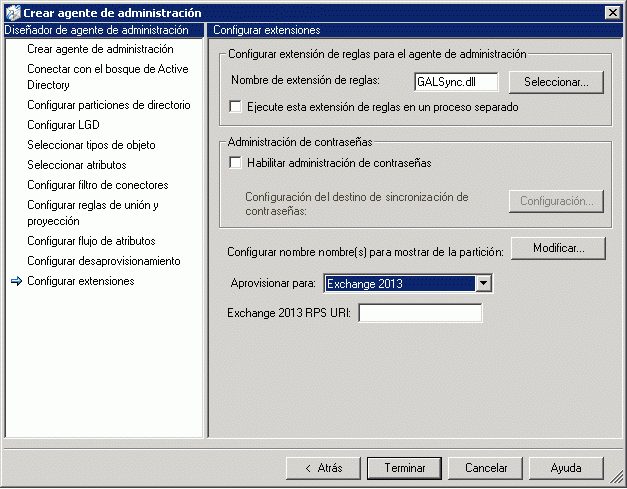 Crear agente de administración
Diseñador de agente de administración
Crear agente de administración
Conectar con el bosque de Active
Directory
Configurar particiones de directorio
Configurar LGD
Seleccionar tipos de objeto
Seleccionar atributos
Configurar filtro de conectores
Configurar reglas de unión y
proyección
Configurar flujo de atributos
Configurar desaprovisionamiento
Configurar extensiones
Configurar extensiones
Configurar extensión de reglas para el agente de administración
Nombre de extensión de reglas: GALSync.dll Seleccionar...
Ejecute esta extensión de reglas en un proceso separado
Administración de contraseñas
Habilitar administración de contraseñas
Configuración del destino de sincronización de
contraseñas:
Configuración...
Configurar nombre nombre(s) para mostrar de la partición: Modificar...
Aprovisionar para: Exchange 2013
Exchange 2013 RPS URI:
< Atrás Terminar Cancelar Ayuda